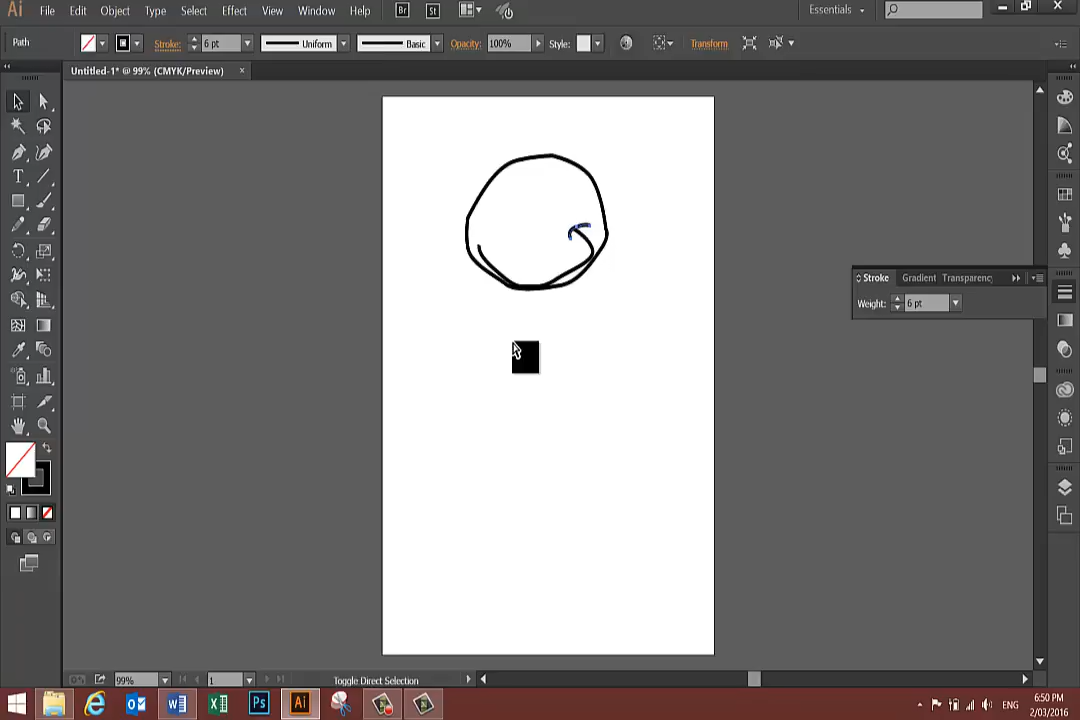 Ai File Edit Object Type Select Effect View Window Help Br St Essentials
Path Stroke: 6 pt Uniform Basic Opacity: 100% Style: Transform
Untitled-1* @ 99% (CMYK/Preview) ×
T
Stroke Gradient Transparency
Weight: 6 pt
99% 1 Toggle Direct Selection
Ps Ai ENG 6:50 PM
2/03/2016